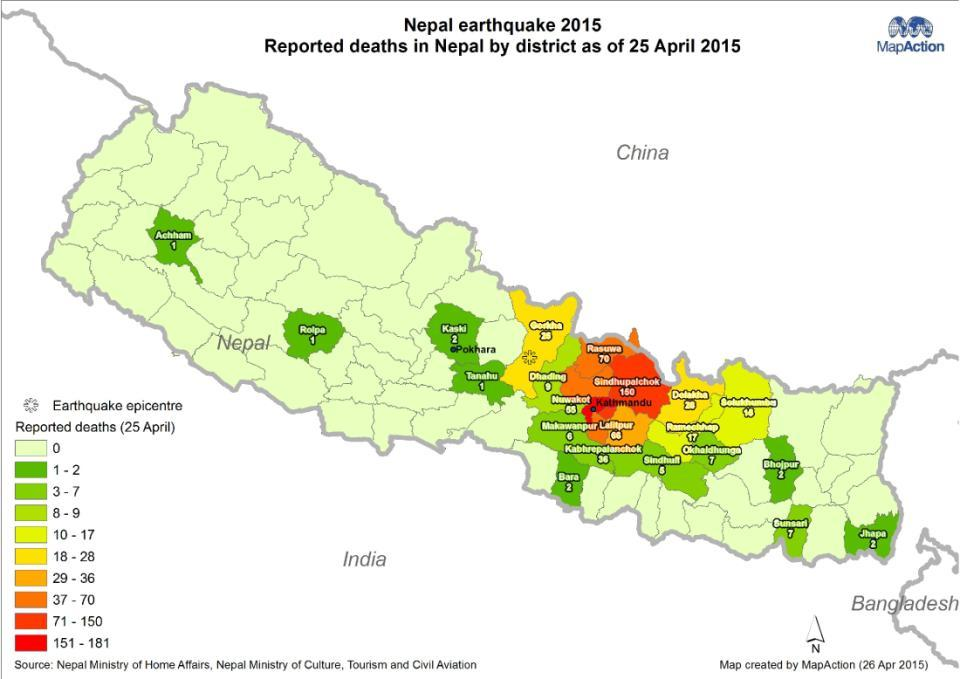 Nepal earthquake 2015
Reported deaths in Nepal by district as of 25 April 2015
MapAction
China
Achham
1
Rolpa
1
Nepal
Kaski
2
Pokhara
Tanahu
1
Gorkha
Dhading
9
Rasuwa
70
Sindhupalchok
Nuwakot
55
Kathmandu
Makawanpur
6
Lalitpur
Kabhrepalanchok
36
Dolakha
Solukhumbu
Ramechhap
17
Okhaldhunga
7
Sindhuli
5
Bara
2
Bhojpur
2
Sunsari
7
Jhapa
2
India
Bangladesh
Earthquake epicentre
Reported deaths (25 April)
0
1 - 2
3 - 7
8 - 9
10 - 17
18 - 28
29 - 36
37 - 70
71 - 150
151 - 181
N
Source: Nepal Ministry of Home Affairs, Nepal Ministry of Culture, Tourism and Civil Aviation
Map created by MapAction (26 Apr 2015)